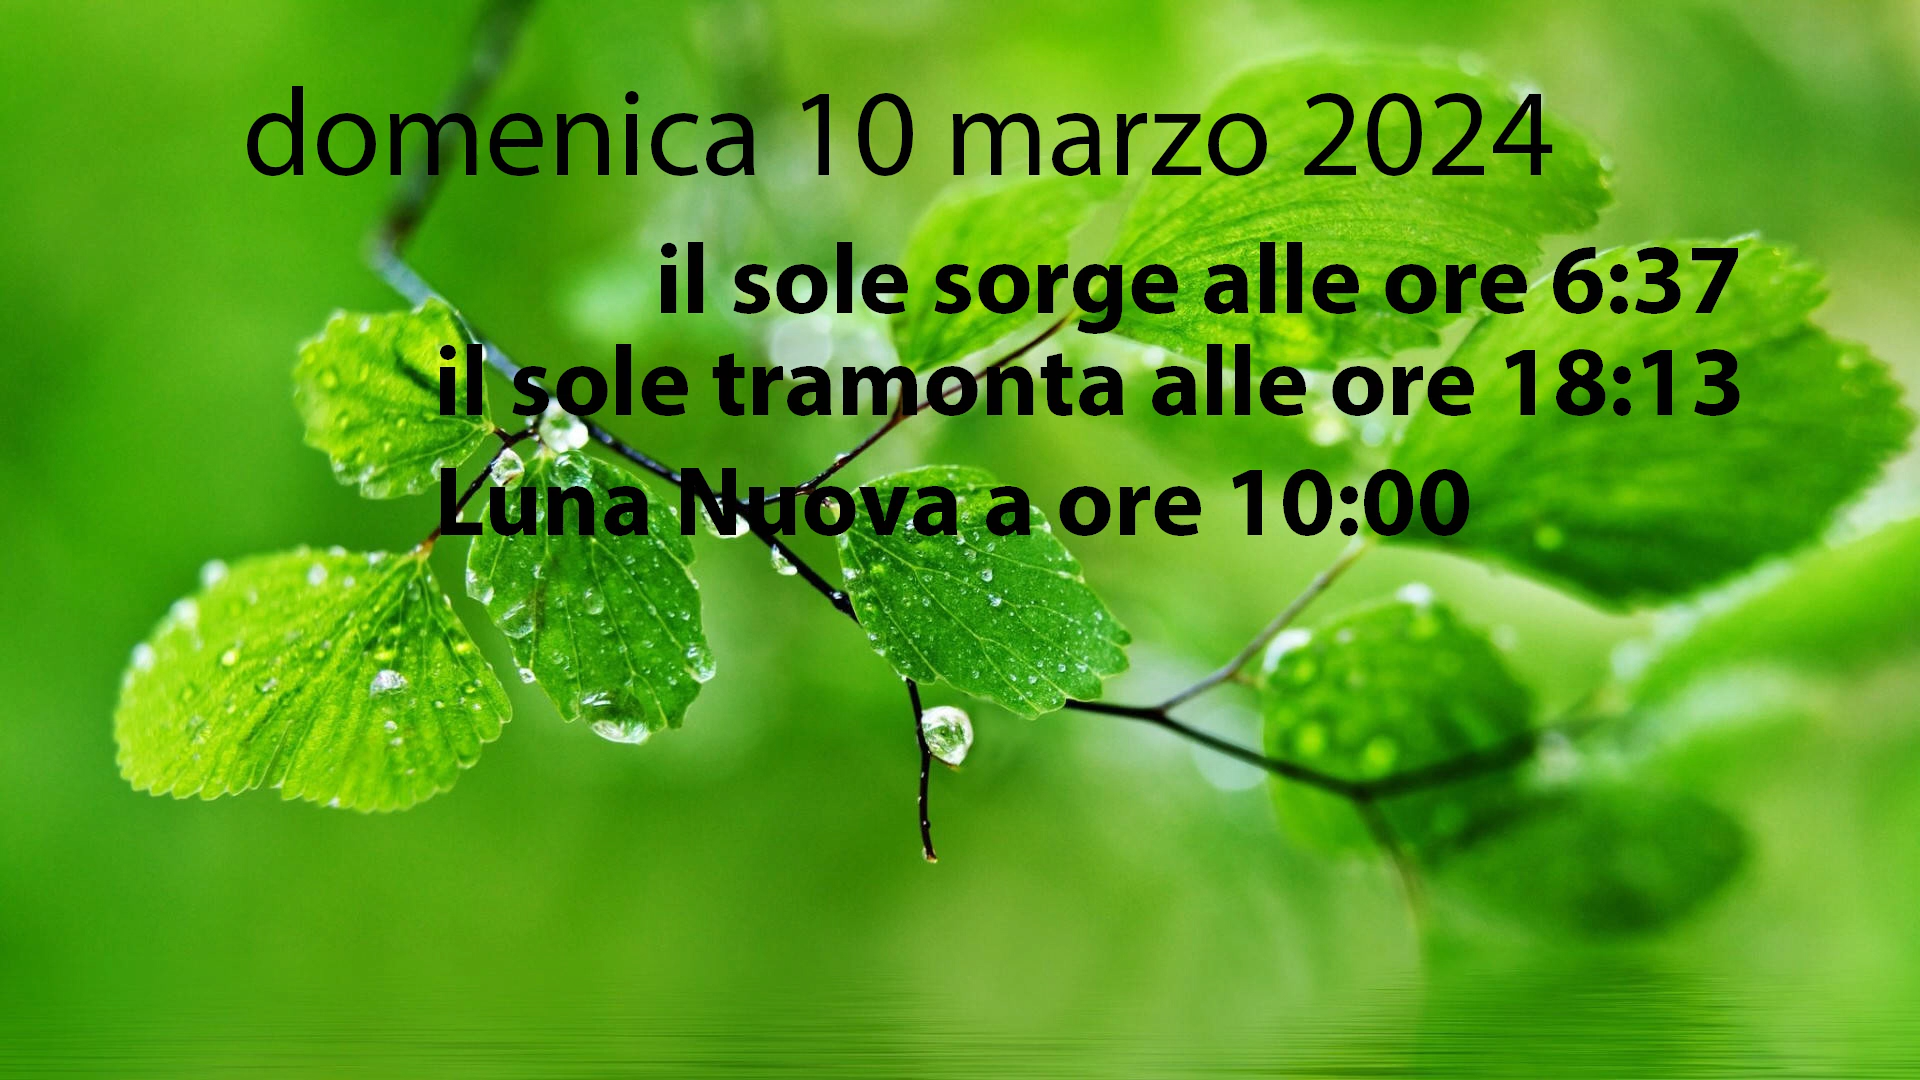 domenica 10 marzo 2024
il sole sorge alle ore 6:37
il sole tramonta alle ore 18:13
Luna Nuova a ore 10:00